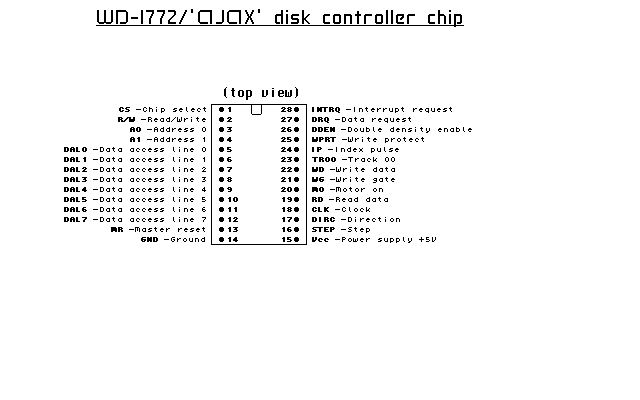 WD-1772/'AJAX' disk controller chip
(top view)
CS -Chip select 1 28 INTRQ -Interrupt request
R/W -Read/Write 2 27 DRQ -Data request
A0 -Address 0 3 26 DDEN -Double density enable
A1 -Address 1 4 25 WPRT -Write protect
DAL0 -Data access line 0 5 24 IP -Index pulse
DAL1 -Data access line 1 6 23 TR00 -Track 00
DAL2 -Data access line 2 7 22 WD -Write data
DAL3 -Data access line 3 8 21 WG -Write gate
DAL4 -Data access line 4 9 20 MO -Motor on
DAL5 -Data access line 5 10 19 RD -Read data
DAL6 -Data access line 6 11 18 CLK -Clock
DAL7 -Data access line 7 12 17 DIRC -Direction
MR -Master reset 13 16 STEP -Step
GND -Ground 14 15 Vcc -Power supply +5V